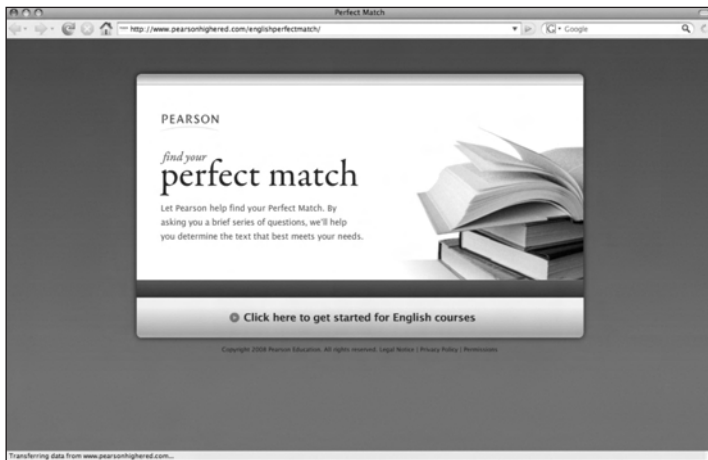 Perfect Match
http://www.pearsonhighered.com/englishperfectmatch/
Google
PEARSON
find your
perfect match
Let Pearson help find your Perfect Match. By
asking you a brief series of questions, we'll help
you determine the text that best meets your needs.
Click here to get started for English courses
Copyright 2008 Pearson Education. All rights reserved. Legal Notice | Privacy Policy | Permissions
Transferring data from www.pearsonhighered.com...